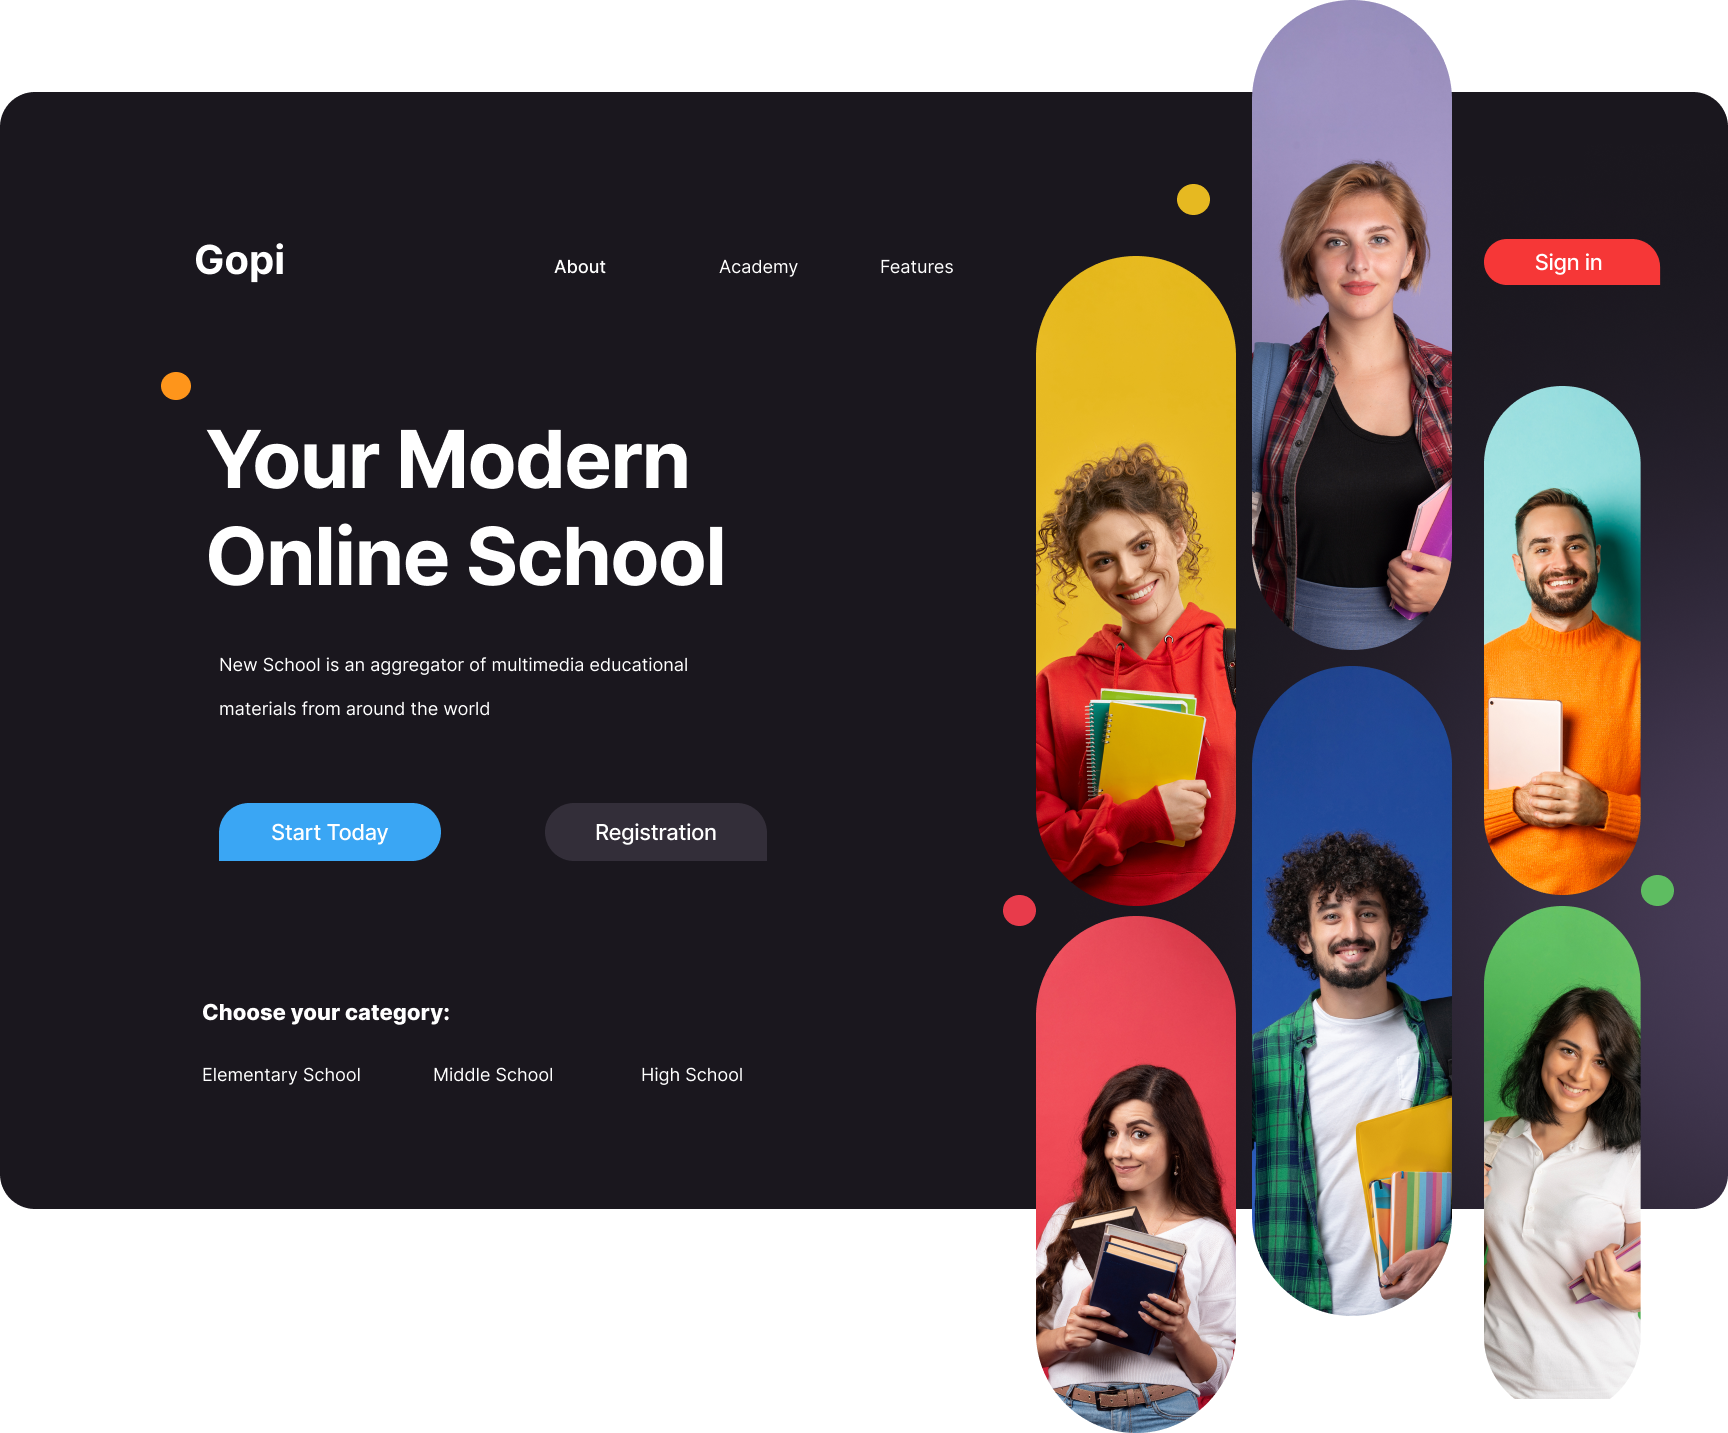 Gopi
About
Academy
Features
Sign in
Your Modern
Online School
New School is an aggregator of multimedia educational
materials from around the world
Start Today
Registration
Choose your category:
Elementary School
Middle School
High School